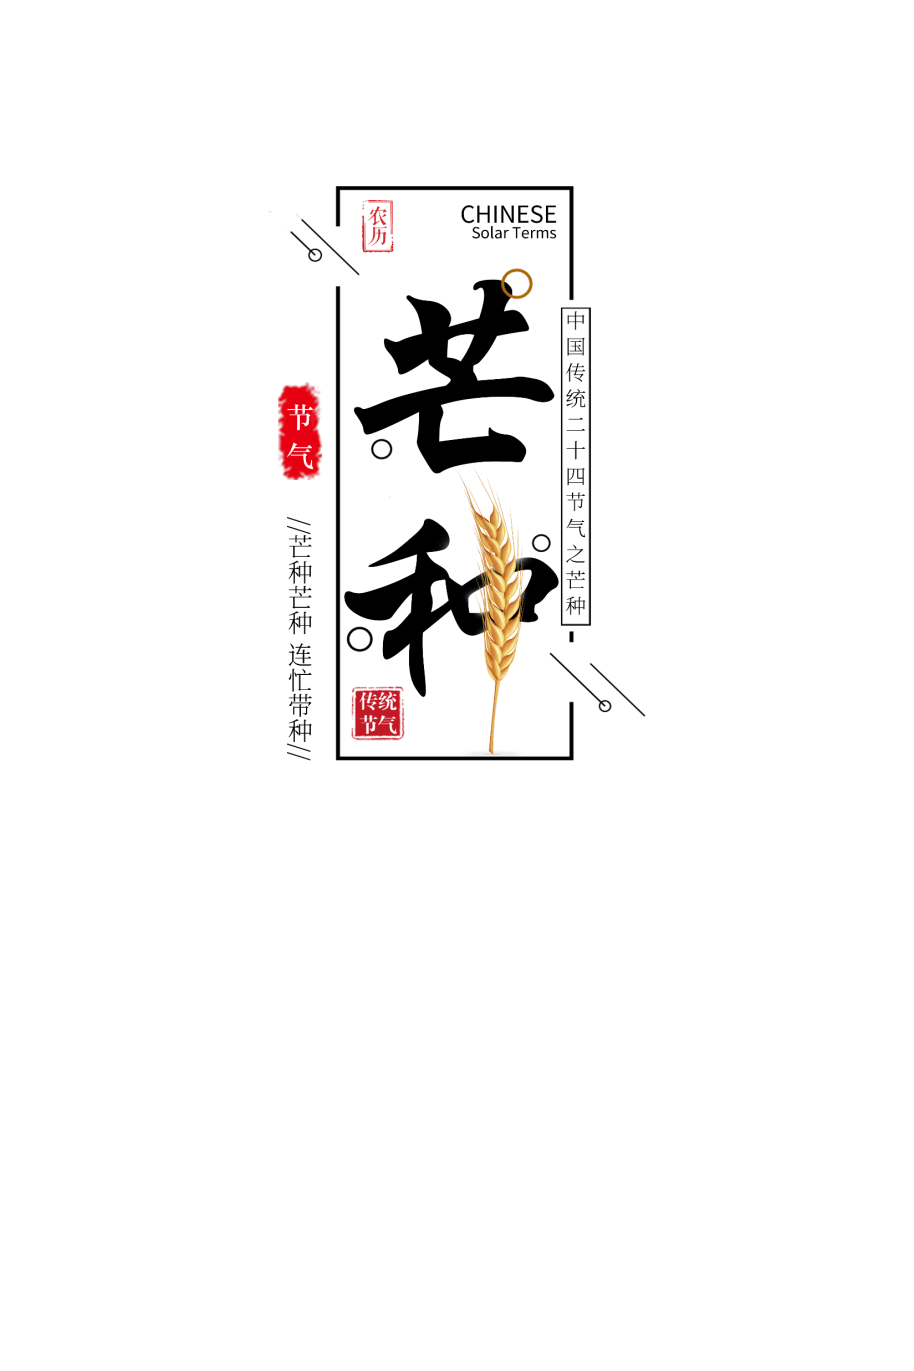 农历
CHINESE
Solar Terms
芒种
中国传统二十四节气之芒种
节气
//芒种芒种 连忙带种//
传统
节气